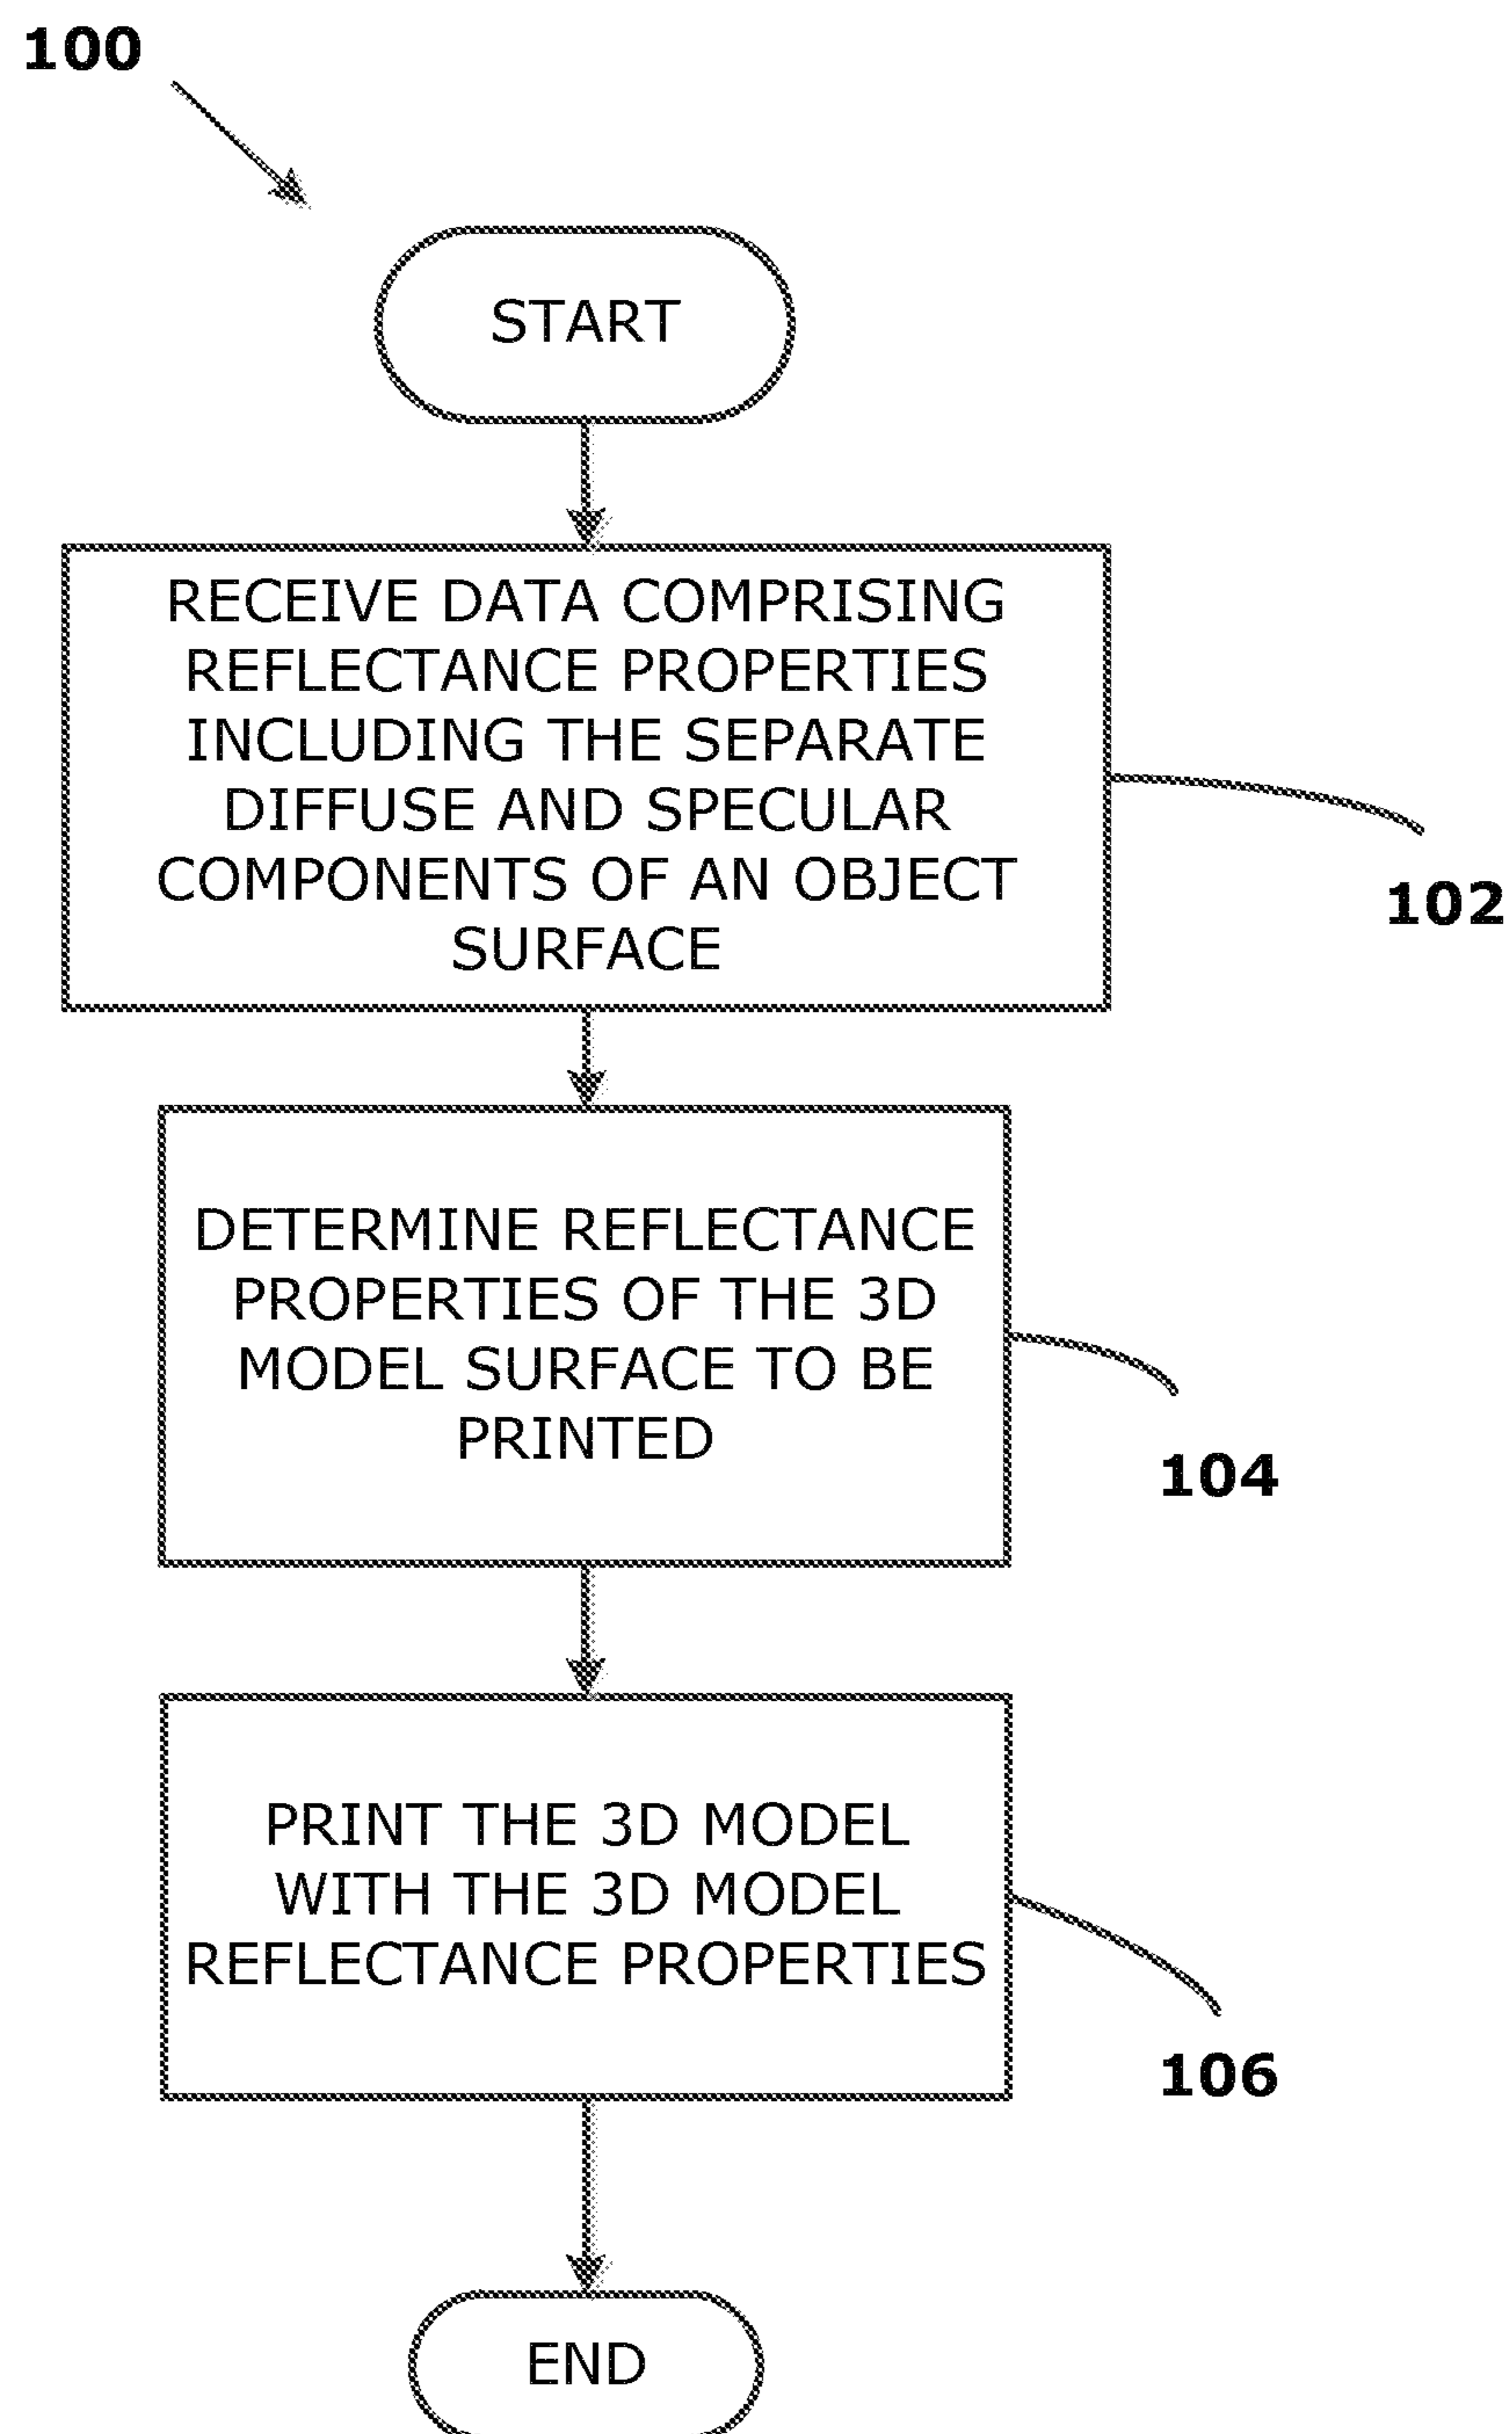 100
START
RECEIVE DATA COMPRISING
REFLECTANCE PROPERTIES
INCLUDING THE SEPARATE
DIFFUSE AND SPECULAR
COMPONENTS OF AN OBJECT
SURFACE
102
DETERMINE REFLECTANCE
PROPERTIES OF THE 3D
MODEL SURFACE TO BE
PRINTED
104
PRINT THE 3D MODEL
WITH THE 3D MODEL
REFLECTANCE PROPERTIES
106
END